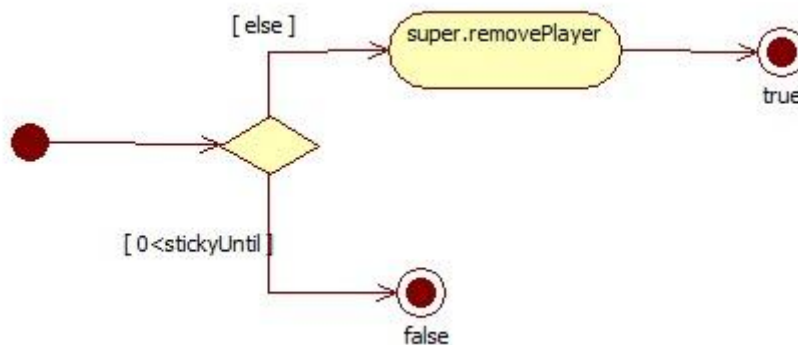 [ else ]
super.removePlayer
true
[ 0<stickyUntil ]
false